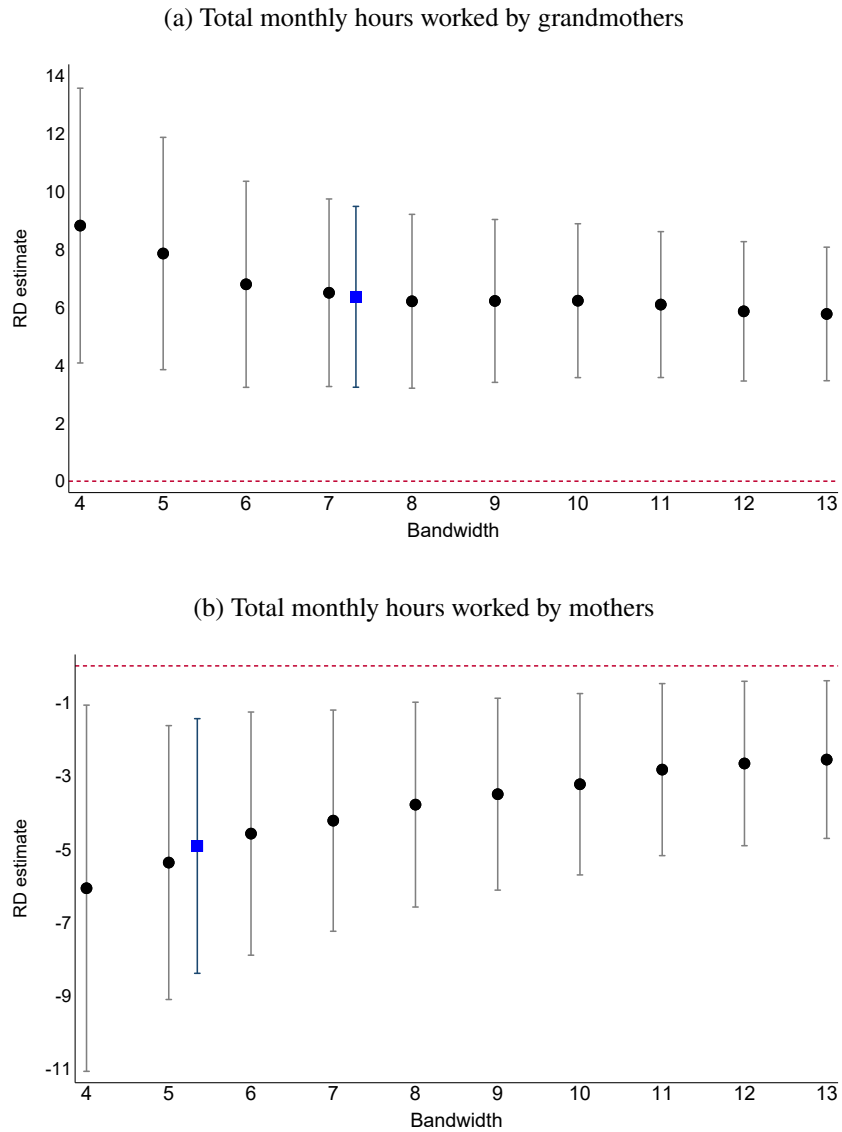 (a) Total monthly hours worked by grandmothers
14
12
10
8
6
4
2
0
RD estimate
4 5 6 7 8 9 10 11 12 13
Bandwidth
(b) Total monthly hours worked by mothers
-1
-3
-5
-7
-9
-11
RD estimate
4 5 6 7 8 9 10 11 12 13
Bandwidth